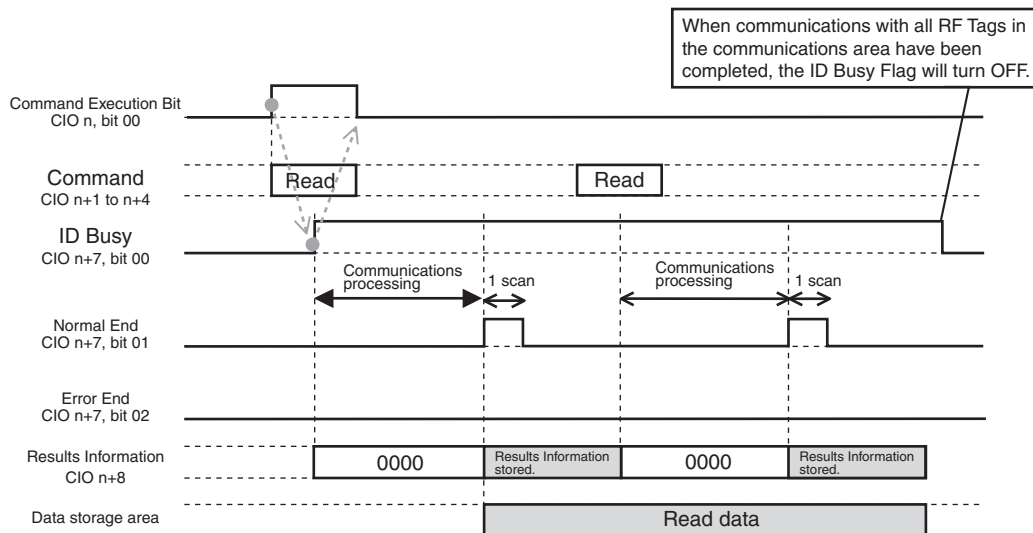 When communications with all RF Tags in
the communications area have been
completed, the ID Busy Flag will turn OFF.
Command Execution Bit
CIO n, bit 00
Command
CIO n+1 to n+4
Read
Read
ID Busy
CIO n+7, bit 00
Communications
processing
1 scan
Communications
processing
1 scan
Normal End
CIO n+7, bit 01
Error End
CIO n+7, bit 02
Results Information
CIO n+8
0000
Results Information
stored.
0000
Results Information
stored.
Data storage area
Read data